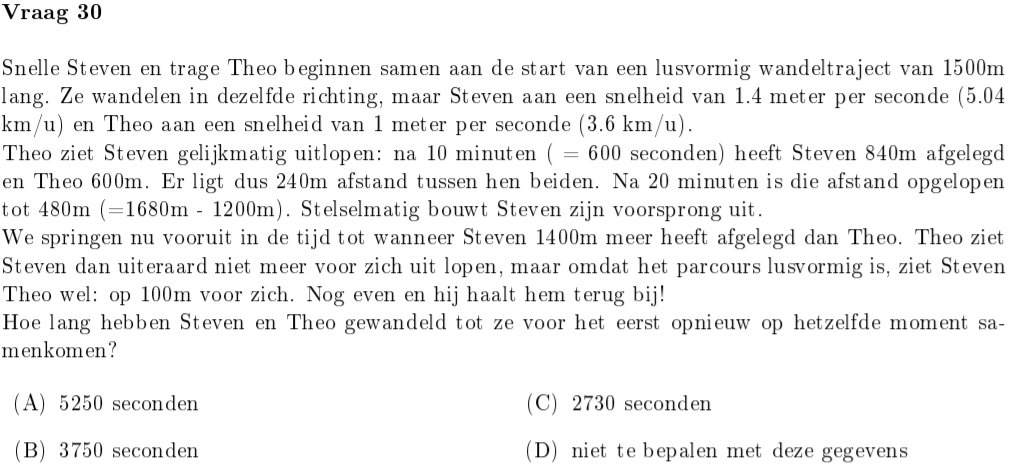 Vraag 30
Snelle Steven en trage Theo beginnen samen aan de start van een lusvormig wandeltraject van 1500m
lang. Ze wandelen in dezelfde richting, maar Steven aan een snelheid van 1.4 meter per seconde (5.04
km/u) en Theo aan een snelheid van 1 meter per seconde (3.6 km/u).
Theo ziet Steven gelijkmatig uitlopen: na 10 minuten ( = 600 seconden) heeft Steven 840m afgelegd
en Theo 600m. Er ligt dus 240m afstand tussen hen beiden. Na 20 minuten is die afstand opgelopen
tot 480m (=1680m - 1200m). Stelselmatig bouwt Steven zijn voorsprong uit.
We springen nu vooruit in de tijd tot wanneer Steven 1400m meer heeft afgelegd dan Theo. Theo ziet
Steven dan uiteraard niet meer voor zich uit lopen, maar omdat het parcours lusvormig is, ziet Steven
Theo wel: op 100m voor zich. Nog even en hij haalt hem terug bij!
Hoe lang hebben Steven en Theo gewandeld tot ze voor het eerst opnieuw op hetzelfde moment sa-
menkomen?
(A) 5250 seconden
(B) 3750 seconden
(C) 2730 seconden
(D) niet te bepalen met deze gegevens